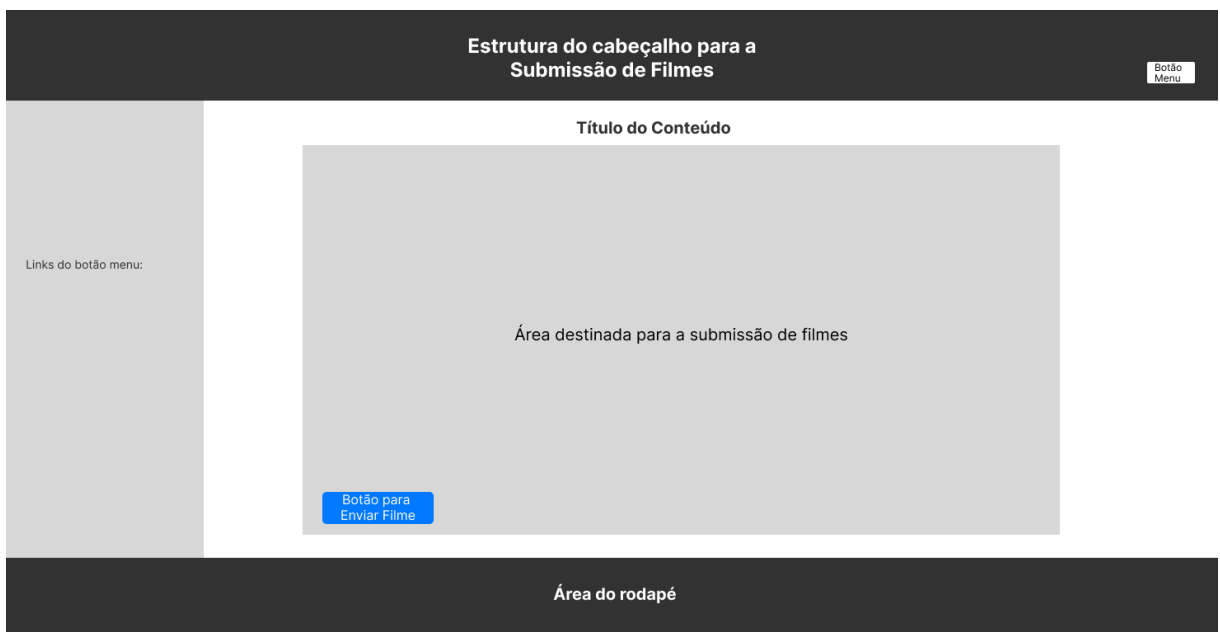 Estrutura do cabeçalho para a
Submissão de Filmes
Botão
Menu
Título do Conteúdo
Links do botão menu:
Área destinada para a submissão de filmes
Botão para
Enviar Filme
Área do rodapé